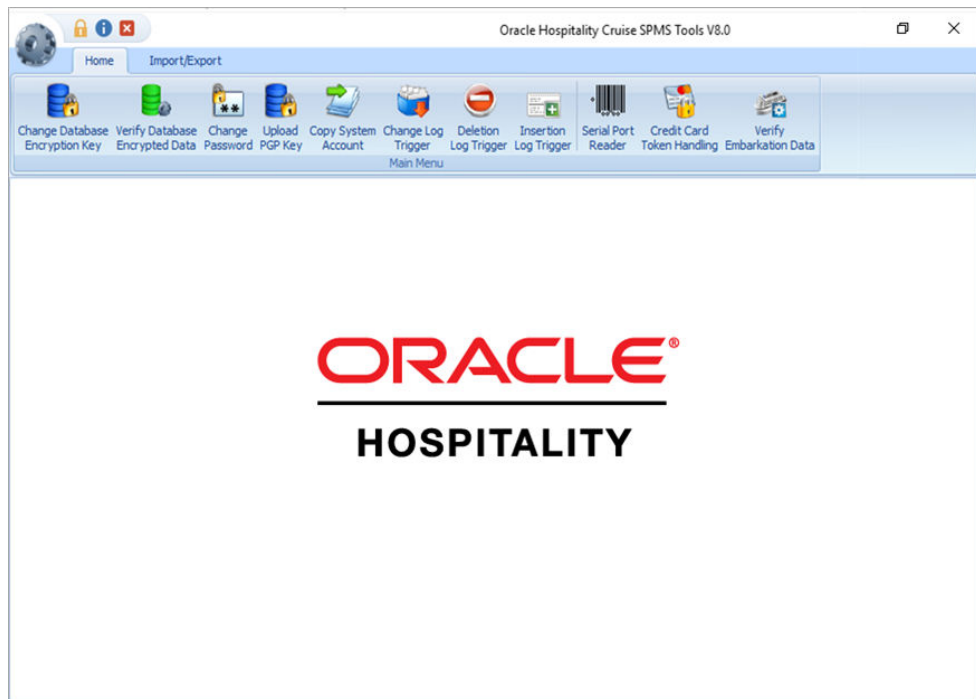 Oracle Hospitality Cruise SPMS Tools V8.0
Home Import/Export
Change Database Verify Database Change Upload Copy System Change Log Deletion Insertion Serial Port Credit Card Verify
Encryption Key Encrypted Data Password PGP Key Account Trigger Log Trigger Log Trigger Reader Token Handling Embarkation Data
Main Menu
ORACLE®
HOSPITALITY